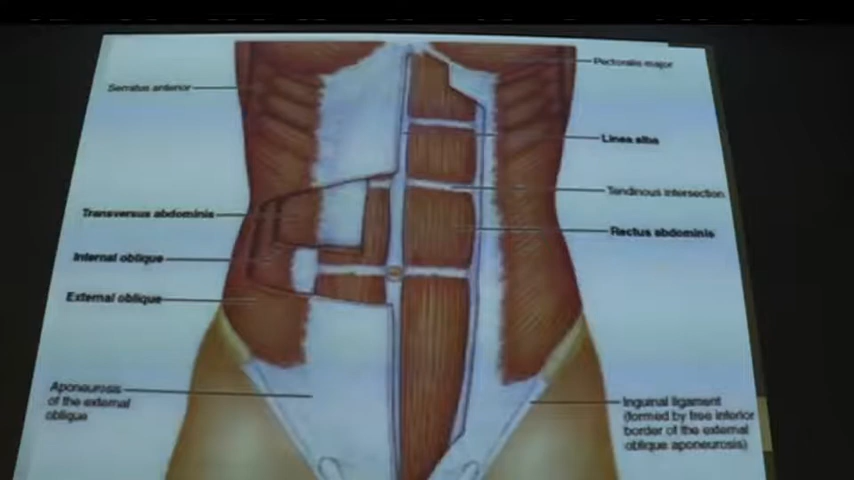 Serratus anterior
Transversus abdominis
Internal oblique
External oblique
Aponeurosis
of the external
oblique
Pectoralis major
Linea alba
Tendinous intersection
Rectus abdominis
Inguinal ligament
(formed by free inferior
border of the external
oblique aponeurosis)